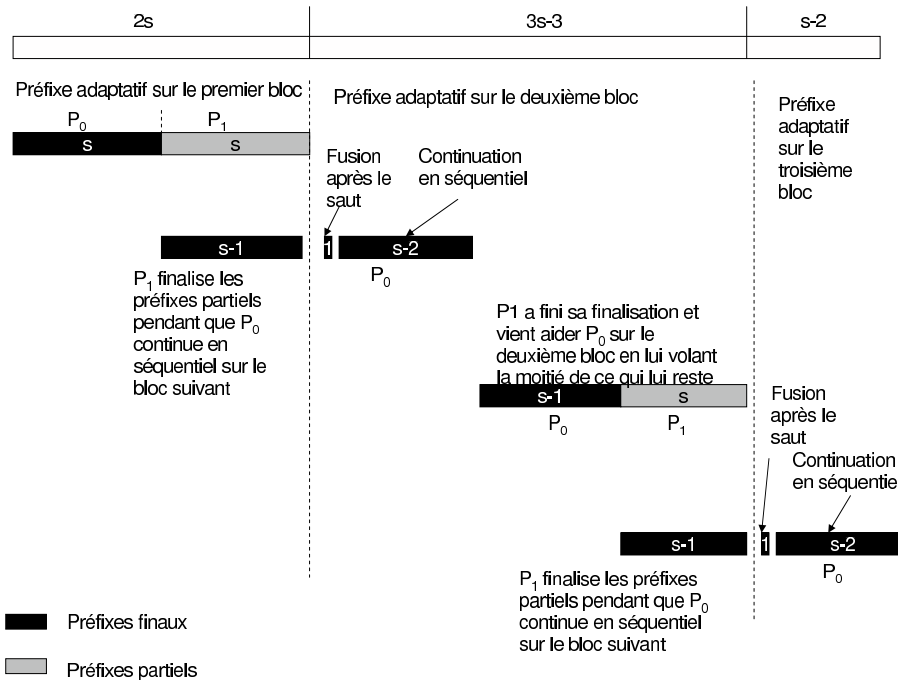 2s
3s-3
s-2
Préfixe adaptatif sur le premier bloc
P0
P1
s
s
Préfixe adaptatif sur le deuxième bloc
Préfixe
adaptatif
sur le
troisième
bloc
Fusion
après le
saut
Continuation
en séquentiel
s-1
1
s-2
P0
P1 finalise les
préfixes partiels
pendant que P0
continue en
séquentiel sur le
bloc suivant
P1 a fini sa finalisation et
vient aider P0 sur le
deuxième bloc en lui volant
la moitié de ce qui lui reste
s-1
s
P0
P1
Fusion
après le
saut
Continuation
en séquentie
s-1
1
s-2
P0
P1 finalise les préfixes
partiels pendant que P0
continue en séquentiel
sur le bloc suivant
Préfixes finaux
Préfixes partiels